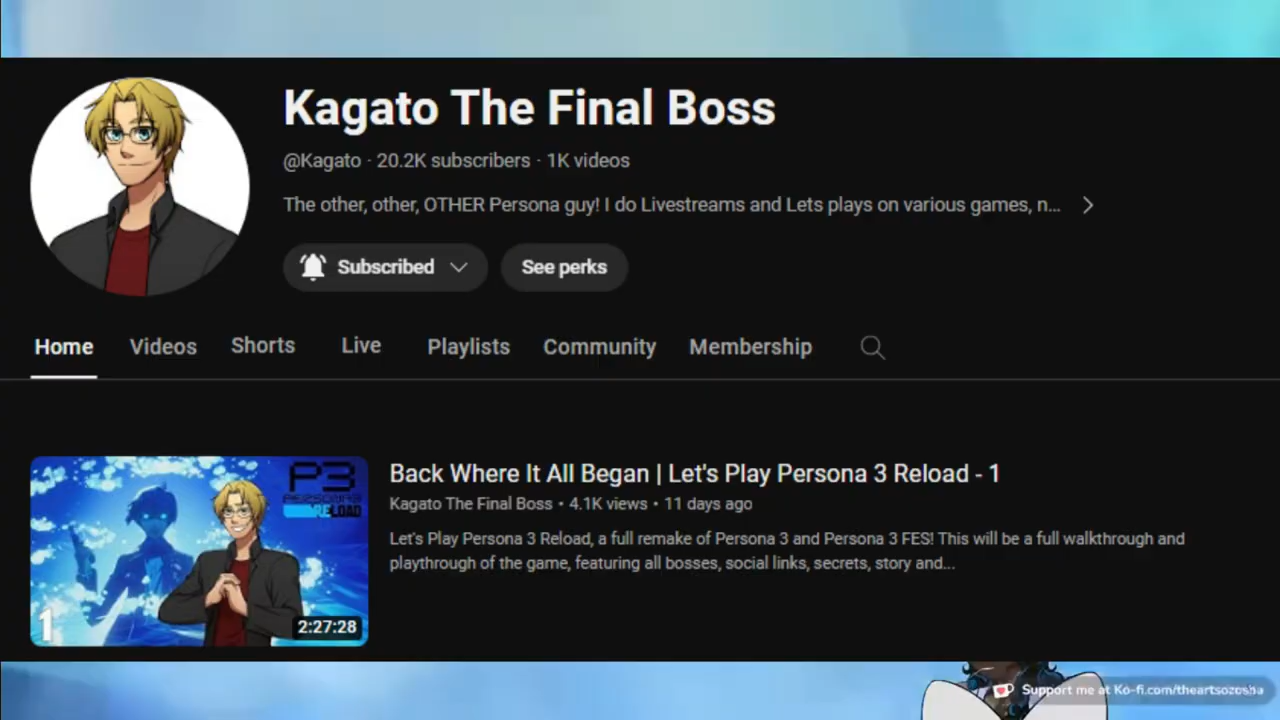 Kagato The Final Boss
@Kagato · 20.2K subscribers · 1K videos
The other, other, OTHER Persona guy! I do Livestreams and Lets plays on various games, n...
Subscribed
See perks
Home Videos Shorts Live Playlists Community Membership
P3
PERSONA3
RELOAD
1
2:27:28
Back Where It All Began | Let's Play Persona 3 Reload - 1
Kagato The Final Boss • 4.1K views • 11 days ago
Let's Play Persona 3 Reload, a full remake of Persona 3 and Persona 3 FES! This will be a full walkthrough and
playthrough of the game, featuring all bosses, social links, secrets, story and...
Support me at Ko-fi.com/theartsozosha